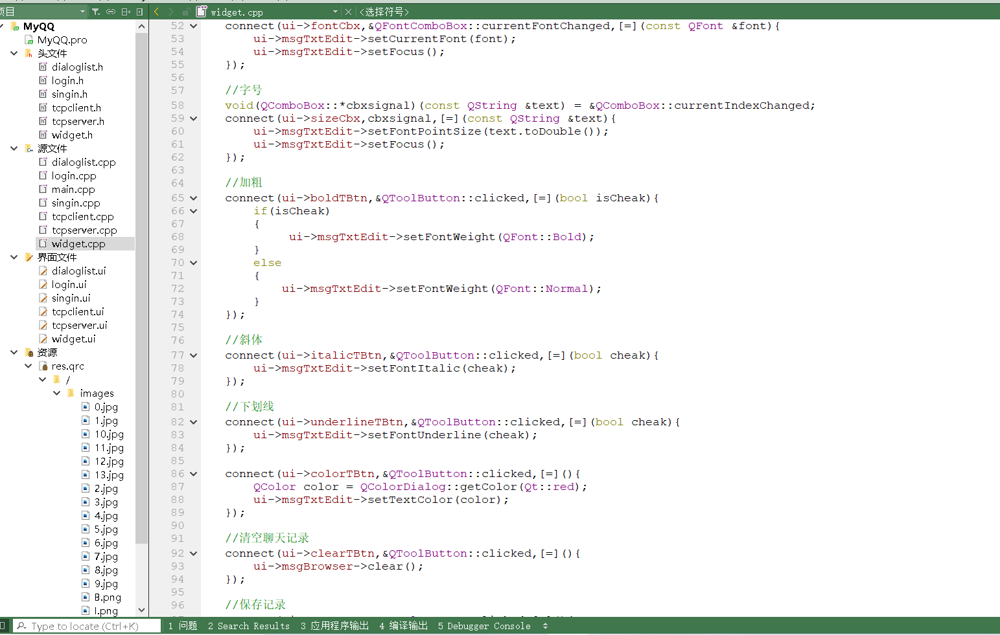 项目
widget.cpp
<选择符号>
MyQQ
MyQQ.pro
头文件
dialoglist.h
login.h
singin.h
tcpclient.h
tcpserver.h
widget.h
源文件
dialoglist.cpp
login.cpp
main.cpp
singin.cpp
tcpclient.cpp
tcpserver.cpp
widget.cpp
界面文件
dialoglist.ui
login.ui
singin.ui
tcpclient.ui
tcpserver.ui
widget.ui
资源
res.qrc
/
images
0.jpg
1.jpg
10.jpg
11.jpg
12.jpg
13.jpg
2.jpg
3.jpg
4.jpg
5.jpg
6.jpg
7.jpg
8.jpg
9.jpg
B.png
I.png
52 connect(ui->fontCbx,&QFontComboBox::currentFontChanged,[=](const QFont &font){
53 ui->msgTxtEdit->setCurrentFont(font);
54 ui->msgTxtEdit->setFocus();
55 });
56
57 //字号
58 void(QComboBox::*cbxsignal)(const QString &text) = &QComboBox::currentIndexChanged;
59 connect(ui->sizeCbx,cbxsignal,[=](const QString &text){
60 ui->msgTxtEdit->setFontPointSize(text.toDouble());
61 ui->msgTxtEdit->setFocus();
62 });
63
64 //加粗
65 connect(ui->boldTBtn,&QToolButton::clicked,[=](bool isCheak){
66 if(isCheak)
67 {
68 ui->msgTxtEdit->setFontWeight(QFont::Bold);
69 }
70 else
71 {
72 ui->msgTxtEdit->setFontWeight(QFont::Normal);
73 }
74 });
75
76 //斜体
77 connect(ui->italicTBtn,&QToolButton::clicked,[=](bool cheak){
78 ui->msgTxtEdit->setFontItalic(cheak);
79 });
80
81 //下划线
82 connect(ui->underlineTBtn,&QToolButton::clicked,[=](bool cheak){
83 ui->msgTxtEdit->setFontUnderline(cheak);
84 });
85
86 connect(ui->colorTBtn,&QToolButton::clicked,[=](){
87 QColor color = QColorDialog::getColor(Qt::red);
88 ui->msgTxtEdit->setTextColor(color);
89 });
90
91 //清空聊天记录
92 connect(ui->clearTBtn,&QToolButton::clicked,[=](){
93 ui->msgBrowser->clear();
94 });
95
96 //保存记录
Type to locate (Ctrl+K)
1 问题 2 Search Results 3 应用程序输出 4 编译输出 5 Debugger Console